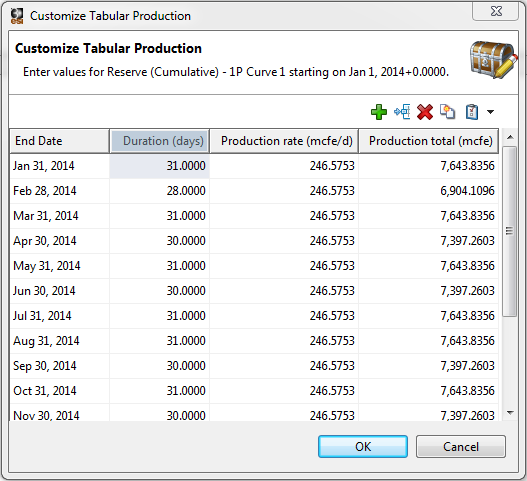 Customize Tabular Production
Customize Tabular Production
Enter values for Reserve (Cumulative) - 1P Curve 1 starting on Jan 1, 2014+0.0000.
End Date Duration (days) Production rate (mcfe/d) Production total (mcfe)
Jan 31, 2014 31.0000 246.5753 7,643.8356
Feb 28, 2014 28.0000 246.5753 6,904.1096
Mar 31, 2014 31.0000 246.5753 7,643.8356
Apr 30, 2014 30.0000 246.5753 7,397.2603
May 31, 2014 31.0000 246.5753 7,643.8356
Jun 30, 2014 30.0000 246.5753 7,397.2603
Jul 31, 2014 31.0000 246.5753 7,643.8356
Aug 31, 2014 31.0000 246.5753 7,643.8356
Sep 30, 2014 30.0000 246.5753 7,397.2603
Oct 31, 2014 31.0000 246.5753 7,643.8356
Nov 30, 2014 30.0000 246.5753 7,397.2603
OK Cancel